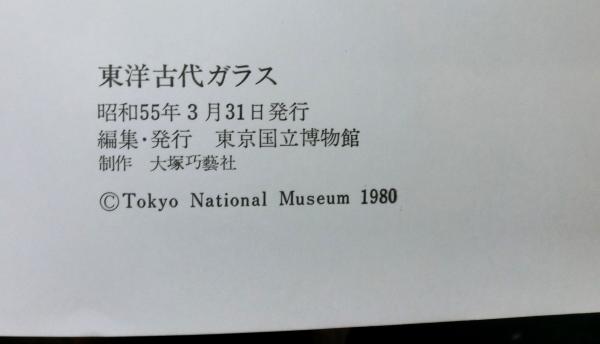 東洋古代ガラス
昭和55年3月31日発行
編集・発行　東京国立博物館
制作　大塚巧藝社
©Tokyo National Museum 1980